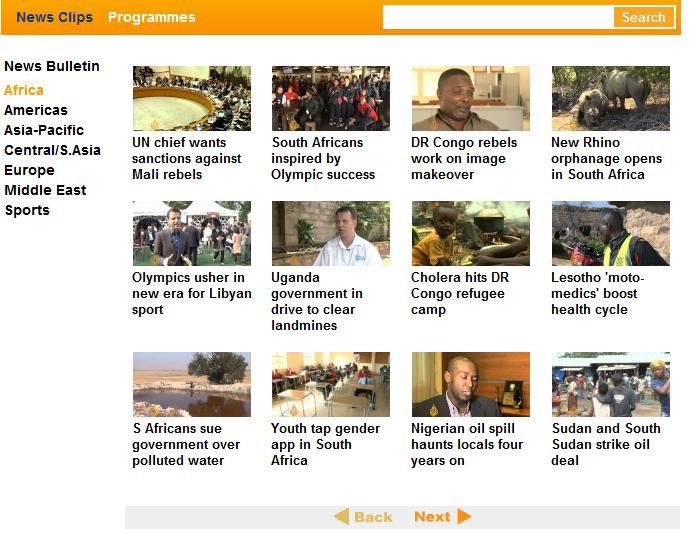 News Clips Programmes Search
News Bulletin
Africa
Americas
Asia-Pacific
Central/S.Asia
Europe
Middle East
Sports
UN chief wants
sanctions against
Mali rebels
South Africans
inspired by
Olympic success
DR Congo rebels
work on image
makeover
New Rhino
orphanage opens
in South Africa
Olympics usher in
new era for Libyan
sport
Uganda
government in
drive to clear
landmines
Cholera hits DR
Congo refugee
camp
Lesotho 'moto-
medics' boost
health cycle
S Africans sue
government over
polluted water
Youth tap gender
app in South
Africa
Nigerian oil spill
haunts locals four
years on
Sudan and South
Sudan strike oil
deal
Back Next